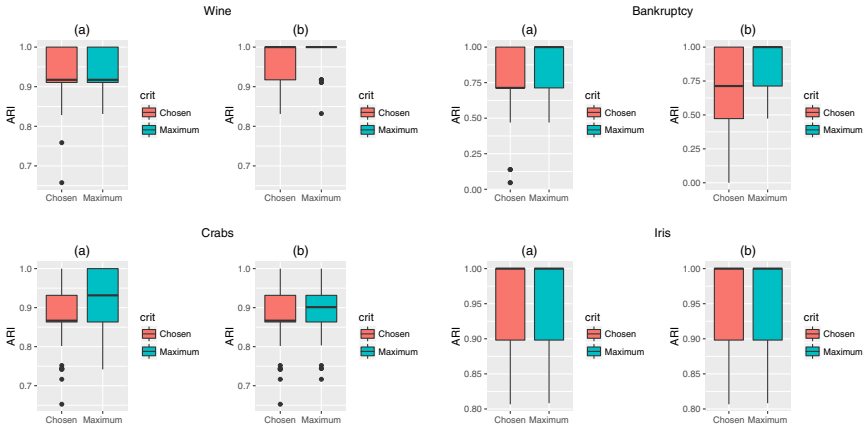 Wine
(a)
ARI
1.0
0.9
0.8
0.7
Chosen Maximum
crit
Chosen
Maximum
(b)
ARI
1.0
0.9
0.8
0.7
Chosen Maximum
crit
Chosen
Maximum
Bankruptcy
(a)
ARI
1.00
0.75
0.50
0.25
0.00
Chosen Maximum
crit
Chosen
Maximum
(b)
ARI
1.00
0.75
0.50
0.25
0.00
Chosen Maximum
crit
Chosen
Maximum
Crabs
(a)
ARI
1.0
0.9
0.8
0.7
Chosen Maximum
crit
Chosen
Maximum
(b)
ARI
1.0
0.9
0.8
0.7
Chosen Maximum
crit
Chosen
Maximum
Iris
(a)
ARI
1.00
0.95
0.90
0.85
0.80
Chosen Maximum
crit
Chosen
Maximum
(b)
ARI
1.00
0.95
0.90
0.85
0.80
Chosen Maximum
crit
Chosen
Maximum